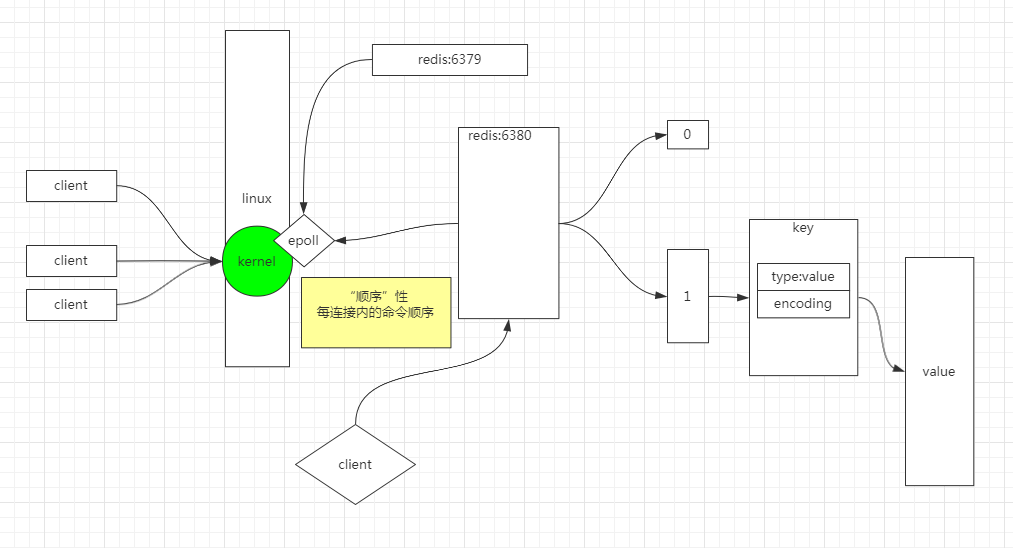 redis:6379
redis:6380
0
client
linux
key
epoll
client
kernel
type:value
“顺序”性
1
encoding
每连接内的命令顺序
client
value
client